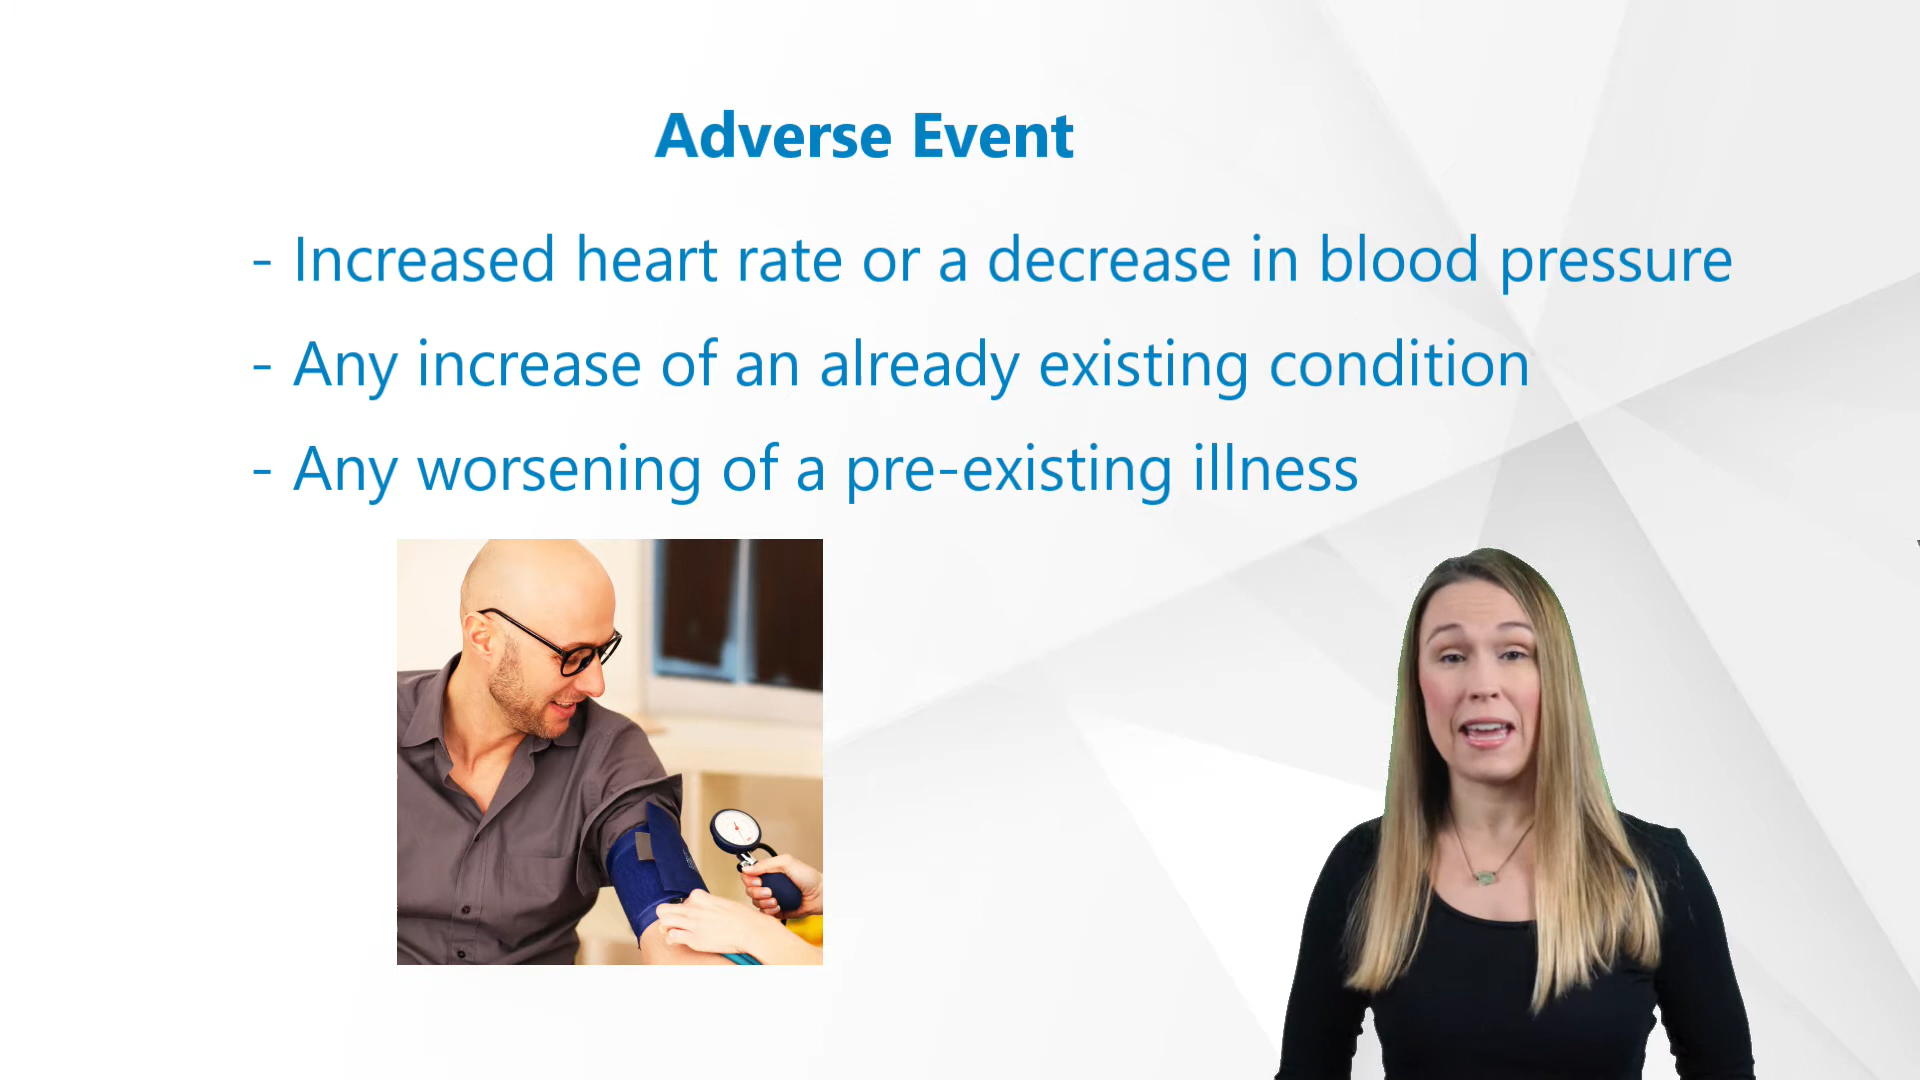 Adverse Event
- Increased heart rate or a decrease in blood pressure
- Any increase of an already existing condition
- Any worsening of a pre-existing illness